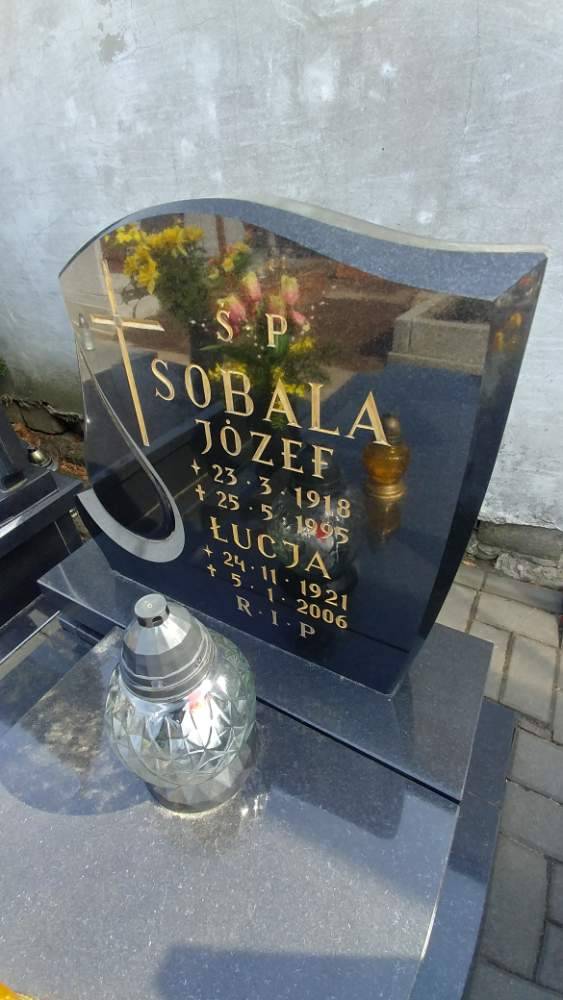 Ś P
SOBALA
JÓZEF
* 23 · 3 · 1918
✝ 25 · 5 · 1995
ŁUCJA
* 24 · 11 · 1921
✝ 5 · 1 · 2006
R · I · P